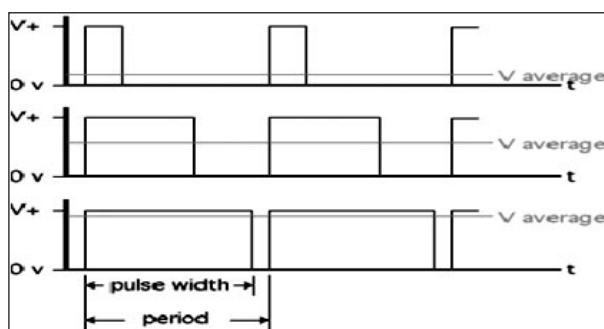 V+
V average
0 v
t
V+
V average
0 v
t
V+
V average
0 v
t
pulse width
period